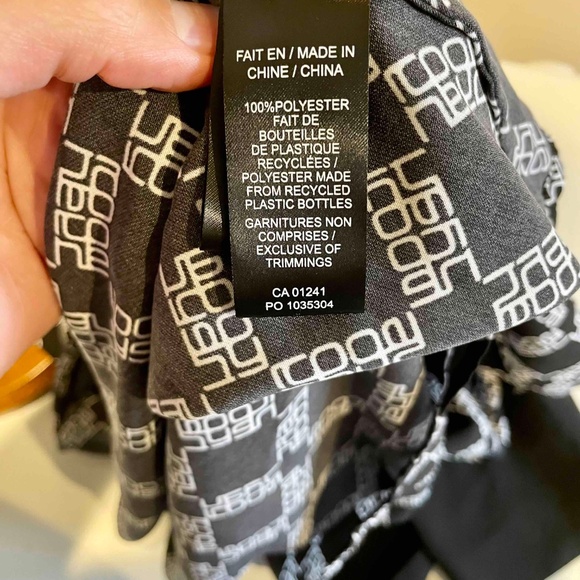 FAIT EN / MADE IN
CHINE / CHINA
100%POLYESTER
FAIT DE
BOUTEILLES
DE PLASTIQUE
RECYCLÉES /
POLYESTER MADE
FROM RECYCLED
PLASTIC BOTTLES
GARNITURES NON
COMPRISES /
EXCLUSIVE OF
TRIMMINGS
CA 01241
PO 1035304